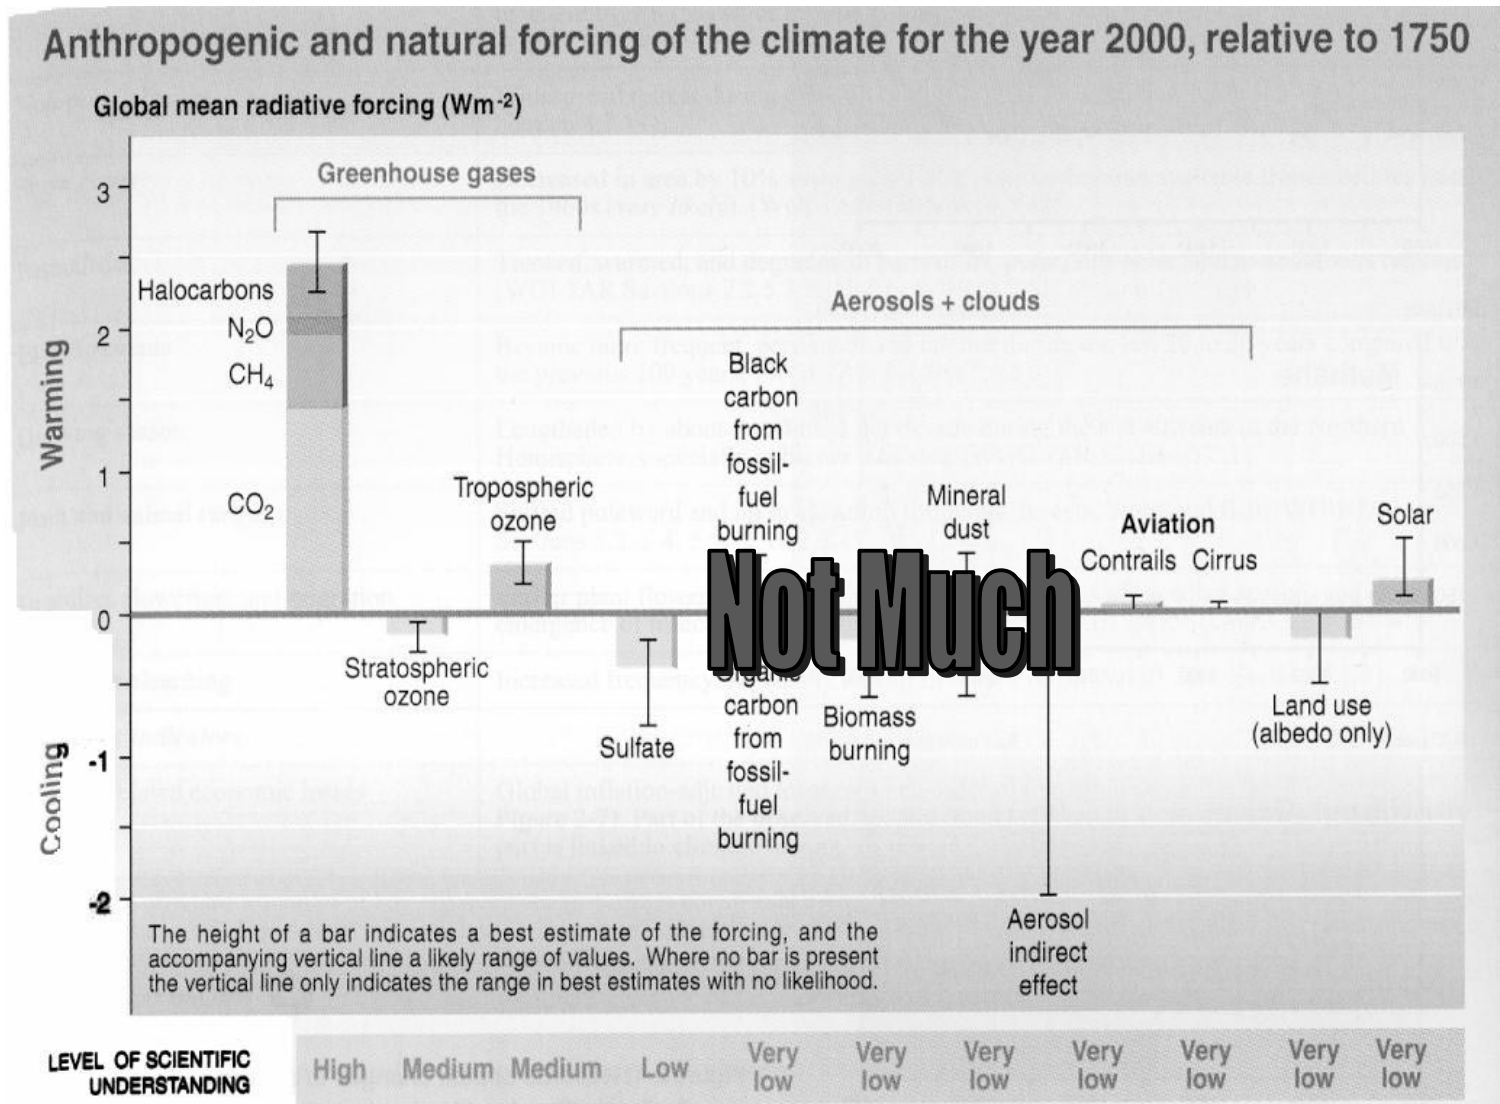 Anthropogenic and natural forcing of the climate for the year 2000, relative to 1750
Global mean radiative forcing (Wm-2)
Greenhouse gases
3
Halocarbons
N2O
2
CH4
Warming
1
CO2
Tropospheric
ozone
Aerosols + clouds
Black
carbon
from
fossil-
fuel
burning
Mineral
dust
Aviation
Contrails Cirrus
Solar
Not Much
0
Stratospheric
ozone
Sulfate
Organic
carbon
from
fossil-
fuel
burning
Biomass
burning
Land use
(albedo only)
-1
Cooling
-2
Aerosol
indirect
effect
The height of a bar indicates a best estimate of the forcing, and the
accompanying vertical line a likely range of values. Where no bar is present
the vertical line only indicates the range in best estimates with no likelihood.
LEVEL OF SCIENTIFIC
UNDERSTANDING
High Medium Medium Low Very low Very low Very low Very low Very low Very low Very low